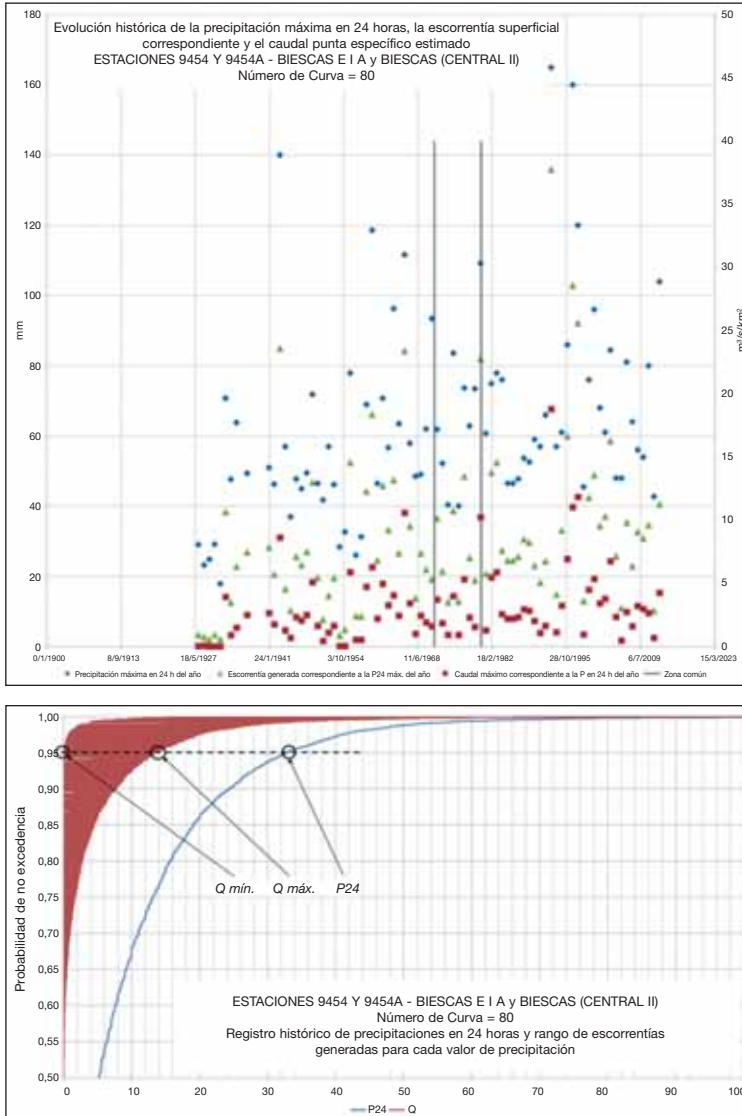 Evolución histórica de la precipitación máxima en 24 horas, la escorrentía superficial
correspondiente y el caudal punta específico estimado
ESTACIONES 9454 Y 9454A - BIESCAS E I A y BIESCAS (CENTRAL II)
Número de Curva = 80
180
160
140
120
100
80
60
40
20
0
mm
50
45
40
35
30
25
20
15
10
5
0
m³/s/km²
0/1/1900
8/9/1913
18/5/1927
24/1/1941
3/10/1954
11/6/1968
18/2/1982
28/10/1995
6/7/2009
15/3/2023
Precipitación máxima en 24 h del año
Escorrentía generada correspondiente a la P24 máx. del año
Caudal máximo correspondiente a la P en 24 h del año
Zona común
Probabilidad de no excedencia
1,00
0,95
0,90
0,85
0,80
0,75
0,70
0,65
0,60
0,55
0,50
Q mín.
Q máx.
P24
ESTACIONES 9454 Y 9454A - BIESCAS E I A y BIESCAS (CENTRAL II)
Número de Curva = 80
Registro histórico de precipitaciones en 24 horas y rango de escorrentías
generadas para cada valor de precipitación
0
10
20
30
40
50
60
70
80
90
100
P24
Q